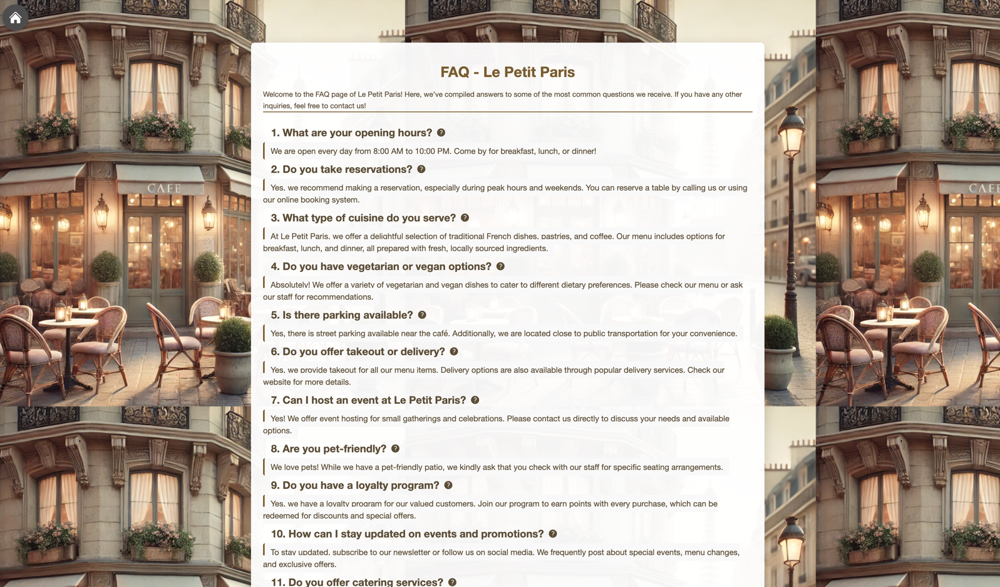 FAQ - Le Petit Paris
Welcome to the FAQ page of Le Petit Paris! Here, we've compiled answers to some of the most common questions we receive. If you have any other
inquiries, feel free to contact us!
1. What are your opening hours?
We are open every day from 8:00 AM to 10:00 PM. Come by for breakfast, lunch, or dinner!
2. Do you take reservations?
Yes, we recommend making a reservation, especially during peak hours and weekends. You can reserve a table by calling us or using
our online booking system.
CAFE
CAFE
3. What type of cuisine do you serve?
At Le Petit Paris, we offer a delightful selection of traditional French dishes, pastries, and coffee. Our menu includes options for
breakfast, lunch, and dinner, all prepared with fresh, locally sourced ingredients.
4. Do you have vegetarian or vegan options?
Absolutely! We offer a variety of vegetarian and vegan dishes to cater to different dietary preferences. Please check our menu or ask
our staff for recommendations.
5. Is there parking available?
Yes, there is street parking available near the café. Additionally, we are located close to public transportation for your convenience.
6. Do you offer takeout or delivery?
Yes, we provide takeout for all our menu items. Delivery options are also available through popular delivery services. Check our
website for more details.
7. Can I host an event at Le Petit Paris?
Yes! We offer event hosting for small gatherings and celebrations. Please contact us directly to discuss your needs and available
options.
8. Are you pet-friendly?
We love pets! While we have a pet-friendly patio, we kindly ask that you check with our staff for specific seating arrangements.
9. Do you have a loyalty program?
Yes, we have a loyalty program for our valued customers. Join our program to earn points with every purchase, which can be
redeemed for discounts and special offers.
10. How can I stay updated on events and promotions?
To stay updated, subscribe to our newsletter or follow us on social media. We frequently post about special events, menu changes,
and exclusive offers.
11. Do you offer catering services?